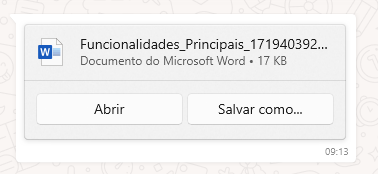 Funcionalidades_Principais_171940392...
Documento do Microsoft Word • 17 KB
Abrir
Salvar como...
09:13